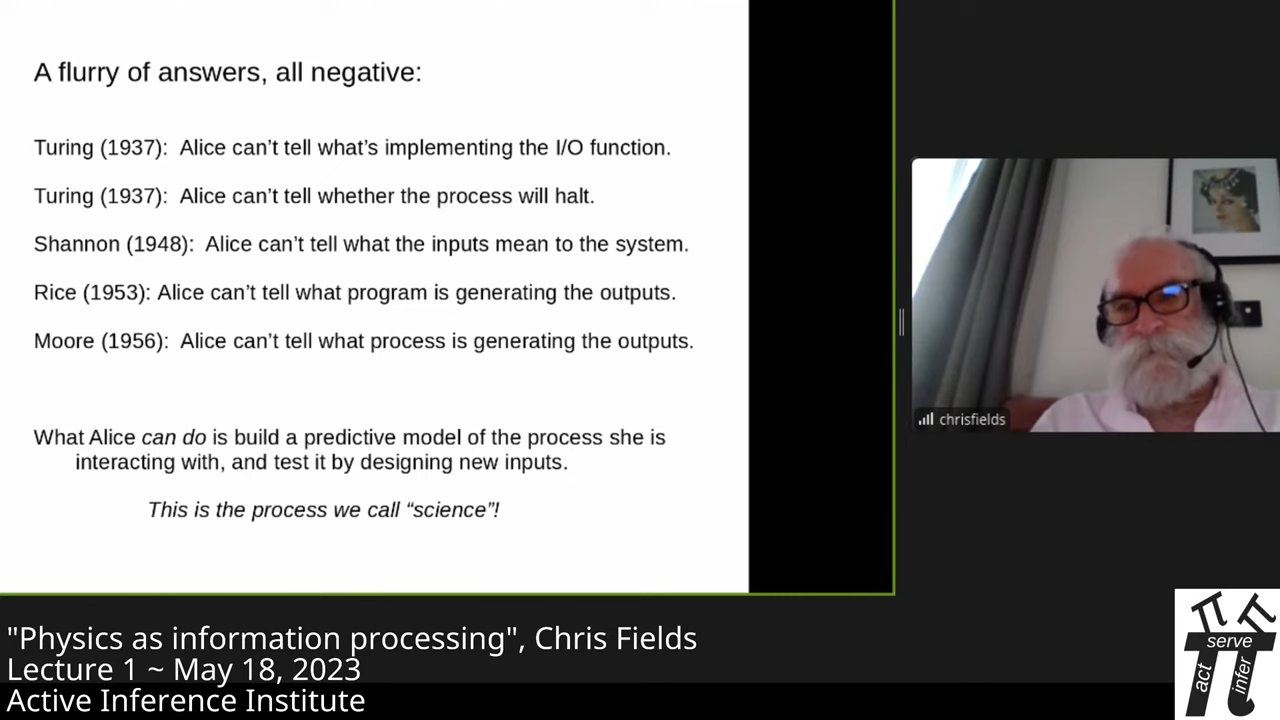 A flurry of answers, all negative:
Turing (1937):  Alice can’t tell what’s implementing the I/O function.
Turing (1937):  Alice can’t tell whether the process will halt.
Shannon (1948):  Alice can’t tell what the inputs mean to the system.
Rice (1953): Alice can’t tell what program is generating the outputs.
Moore (1956):  Alice can’t tell what process is generating the outputs.
What Alice can do is build a predictive model of the process she is
interacting with, and test it by designing new inputs.
This is the process we call “science”!
chrisfields
"Physics as information processing", Chris Fields
Lecture 1 ~ May 18, 2023
Active Inference Institute
π π
serve
act
infer